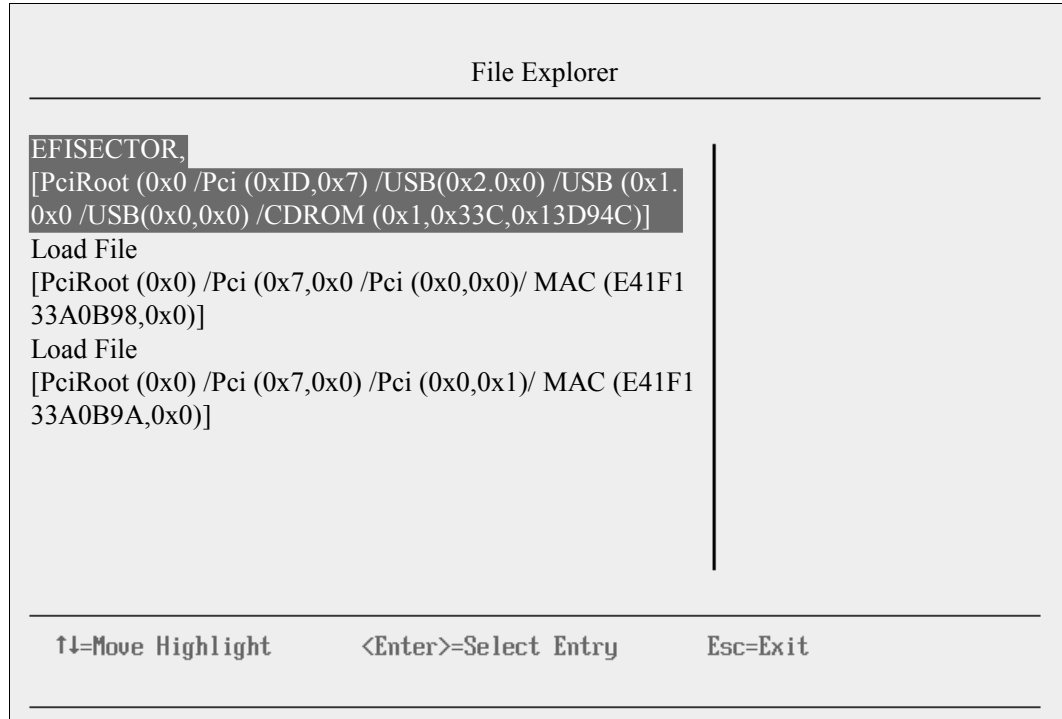 File Explorer
EFISECTOR,
[PciRoot (0x0 /Pci (0xID,0x7) /USB(0x2.0x0) /USB (0x1.
0x0 /USB(0x0,0x0) /CDROM (0x1,0x33C,0x13D94C)]
Load File
[PciRoot (0x0) /Pci (0x7,0x0 /Pci (0x0,0x0)/ MAC (E41F1
33A0B98,0x0)]
Load File
[PciRoot (0x0) /Pci (0x7,0x0) /Pci (0x0,0x1)/ MAC (E41F1
33A0B9A,0x0)]
↑↓=Move Highlight <Enter>=Select Entry Esc=Exit